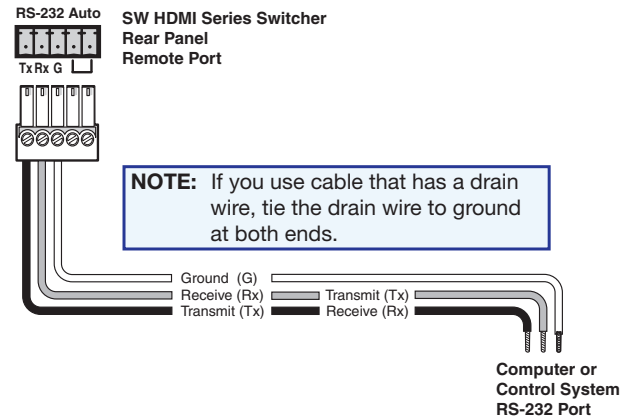 RS-232 Auto
SW HDMI Series Switcher
Rear Panel
Remote Port
Tx Rx G
NOTE: If you use cable that has a drain
wire, tie the drain wire to ground
at both ends.
Ground (G)
Receive (Rx) Transmit (Tx)
Transmit (Tx) Receive (Rx)
Computer or
Control System
RS-232 Port